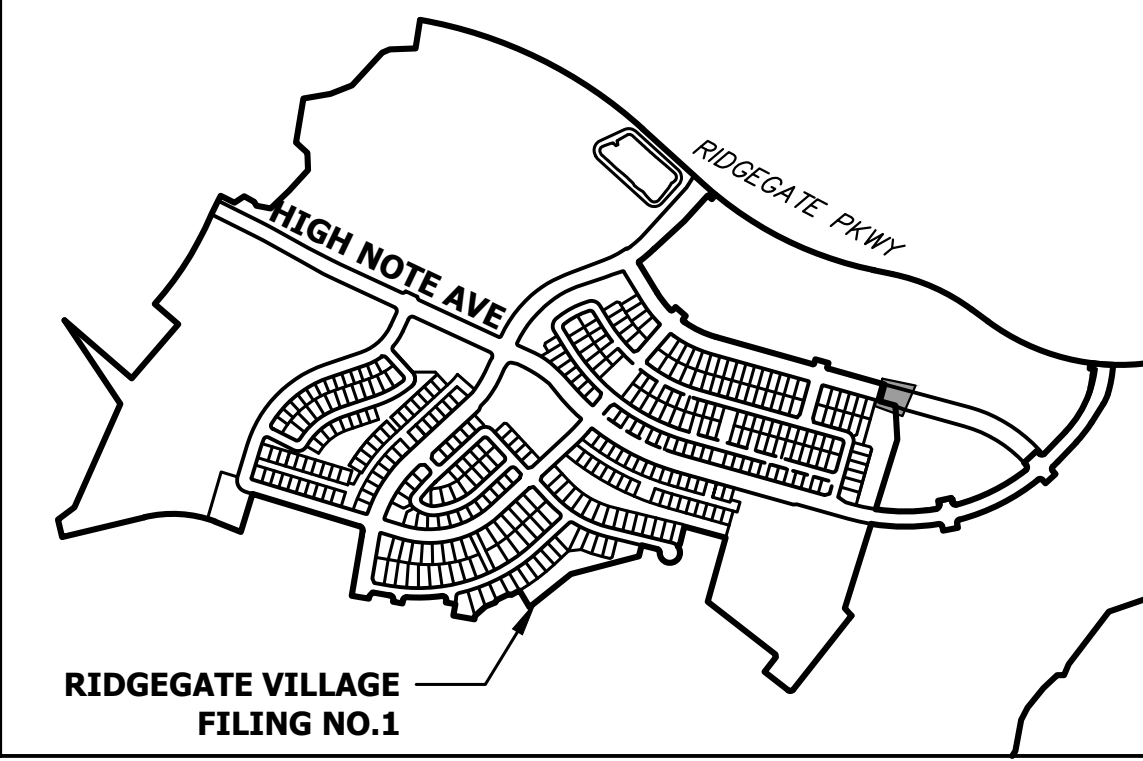 RIDGEGATE PKWY
HIGH NOTE AVE
RIDGEGATE VILLAGE
FILING NO.1